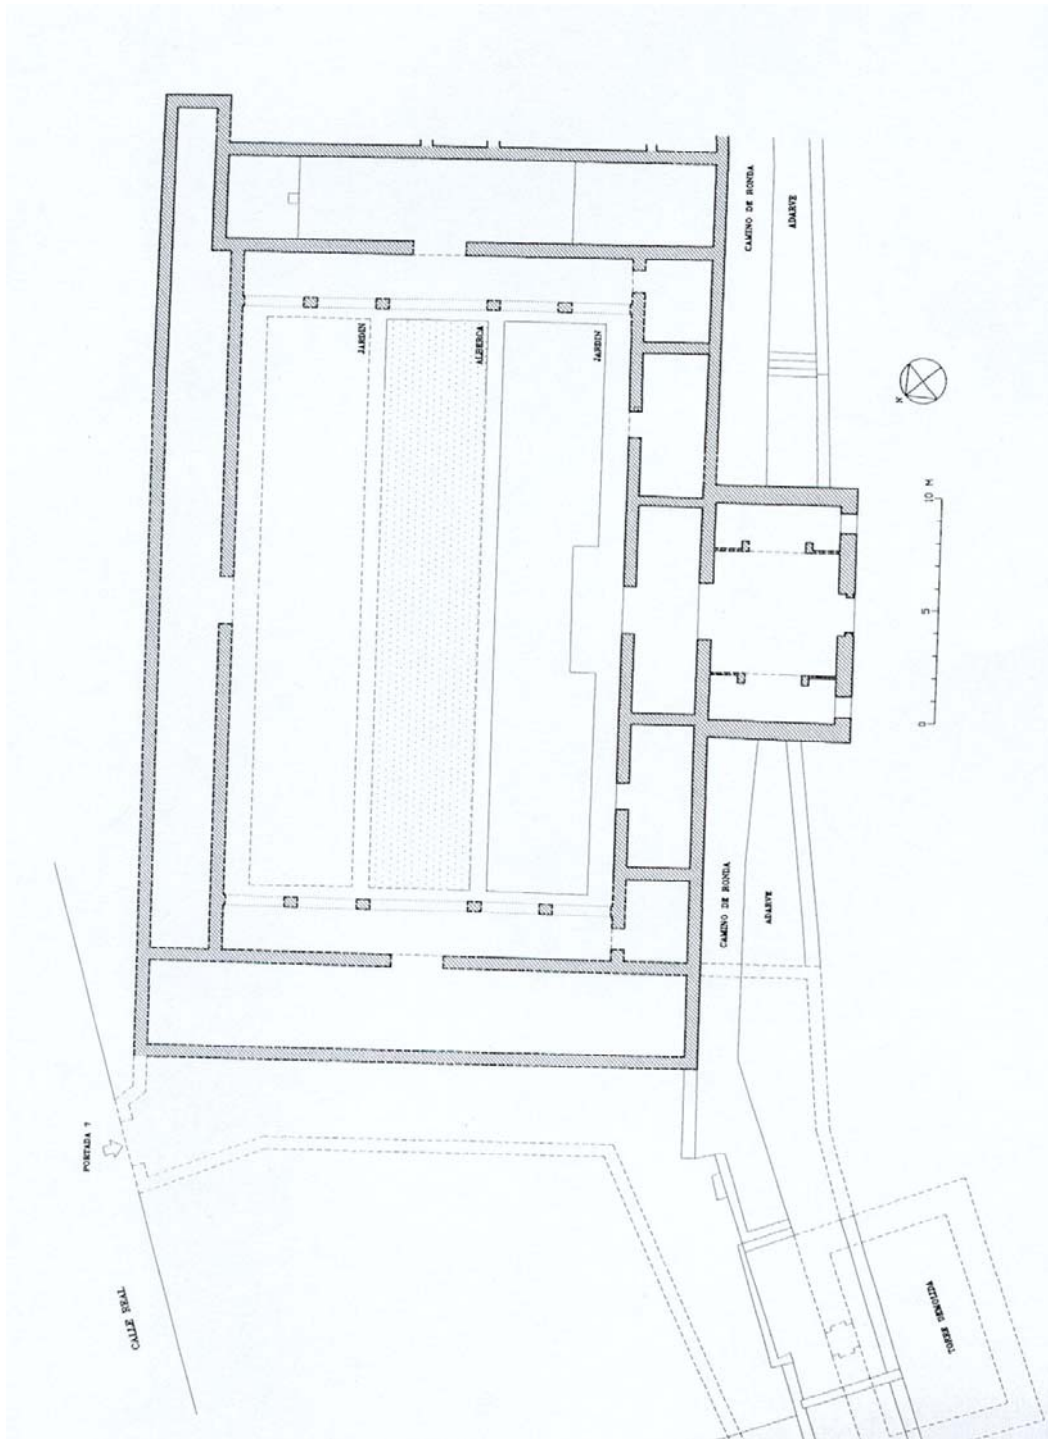 CAMINO DE RONDA
ADARVE
JARDIN
ALBERCA
JARDIN
N
10 M
5
0
CAMINO DE RONDA
ADARVE
PORTADA ?
CALLE REAL
TORRE DEMOLIDA